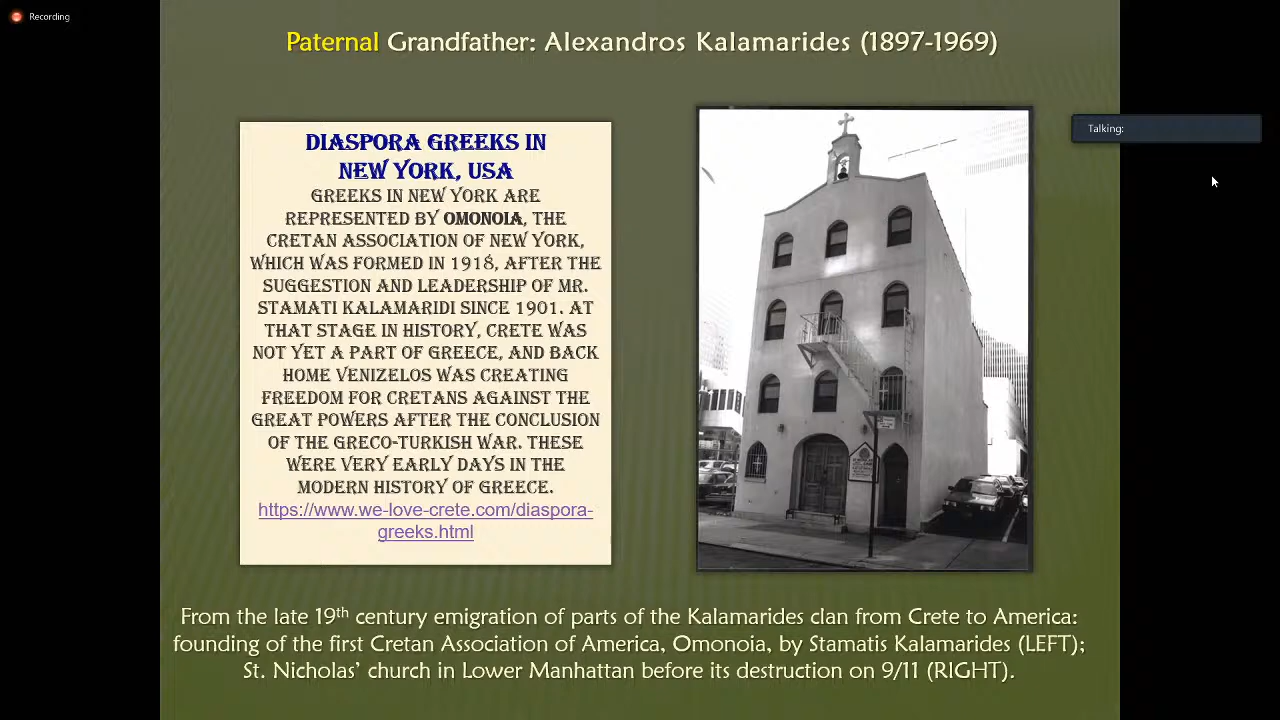 Recording
Paternal Grandfather: Alexandros Kalamarides (1897-1969)
Talking:
DIASPORA GREEKS IN
NEW YORK, USA
GREEKS IN NEW YORK ARE
REPRESENTED BY OMONOIA, THE
CRETAN ASSOCIATION OF NEW YORK,
WHICH WAS FORMED IN 1918, AFTER THE
SUGGESTION AND LEADERSHIP OF MR.
STAMATI KALAMARIDI SINCE 1901. AT
THAT STAGE IN HISTORY, CRETE WAS
NOT YET A PART OF GREECE, AND BACK
HOME VENIZELOS WAS CREATING
FREEDOM FOR CRETANS AGAINST THE
GREAT POWERS AFTER THE CONCLUSION
OF THE GRECO-TURKISH WAR. THESE
WERE VERY EARLY DAYS IN THE
MODERN HISTORY OF GREECE.
https://www.we-love-crete.com/diaspora-
greeks.html
From the late 19th century emigration of parts of the Kalamarides clan from Crete to America:
founding of the first Cretan Association of America, Omonoia, by Stamatis Kalamarides (LEFT);
St. Nicholas' church in Lower Manhattan before its destruction on 9/11 (RIGHT).